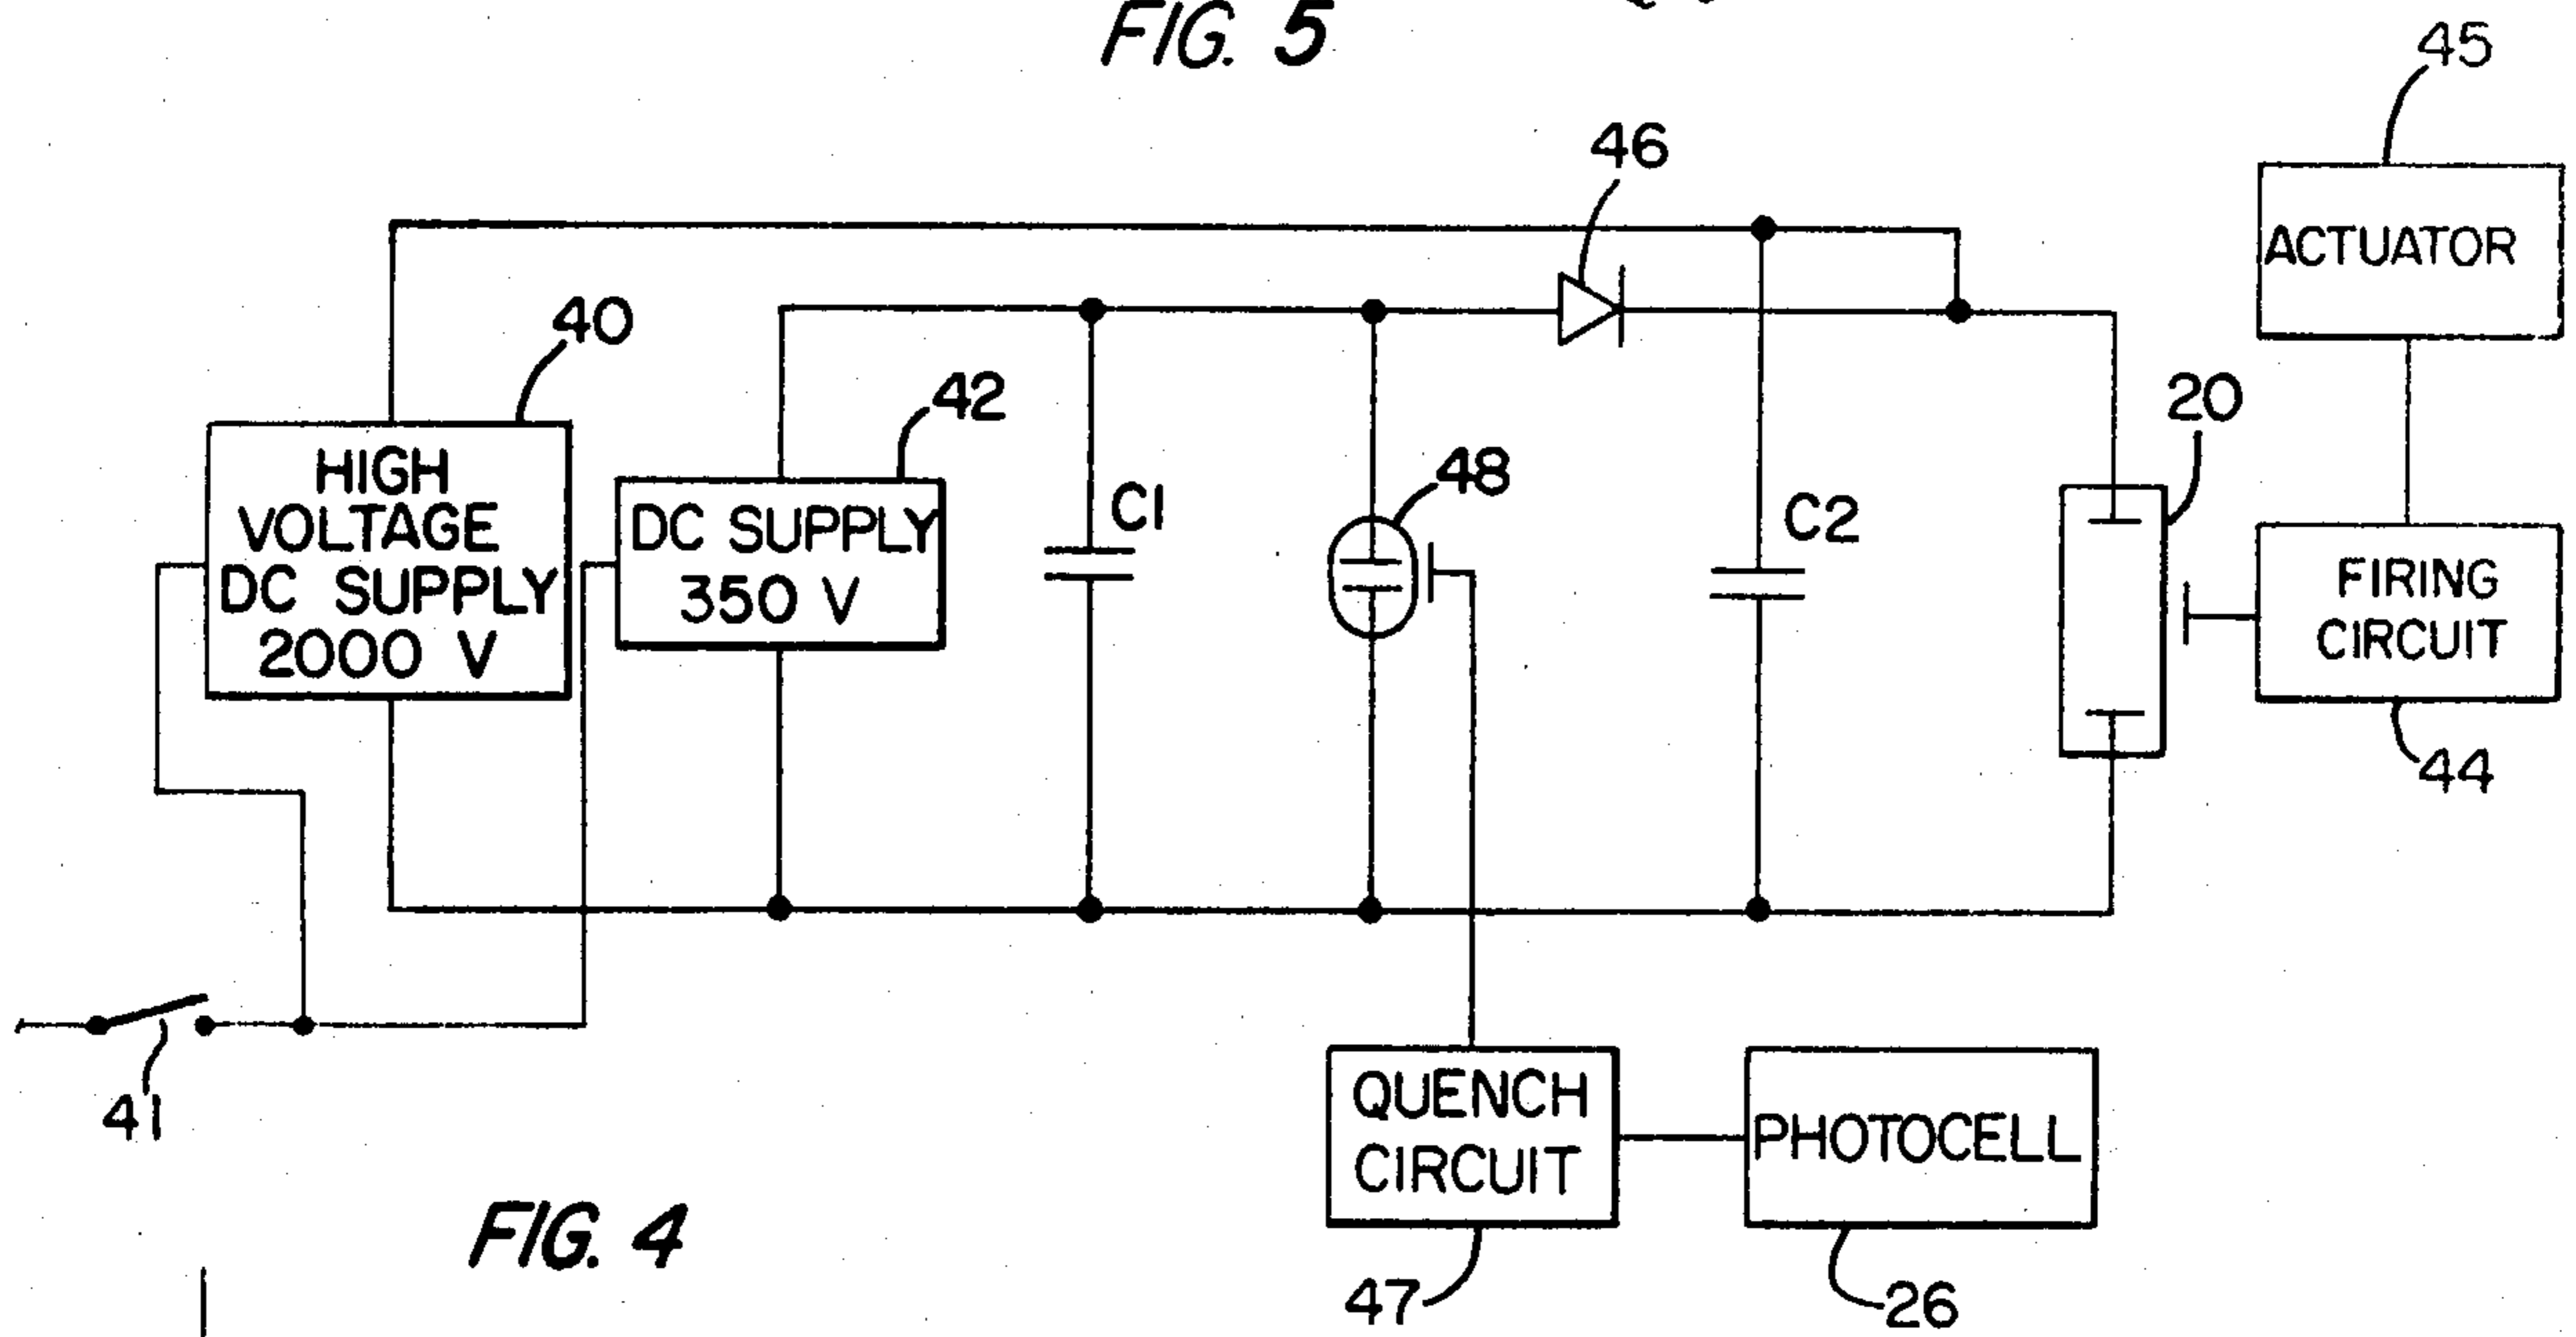 FIG. 5
45
46
ACTUATOR
40
42
20
HIGH
VOLTAGE
DC SUPPLY
2000 V
DC SUPPLY
350 V
C1
48
C2
FIRING
CIRCUIT
44
41
QUENCH
CIRCUIT
PHOTOCELL
FIG. 4
47
26